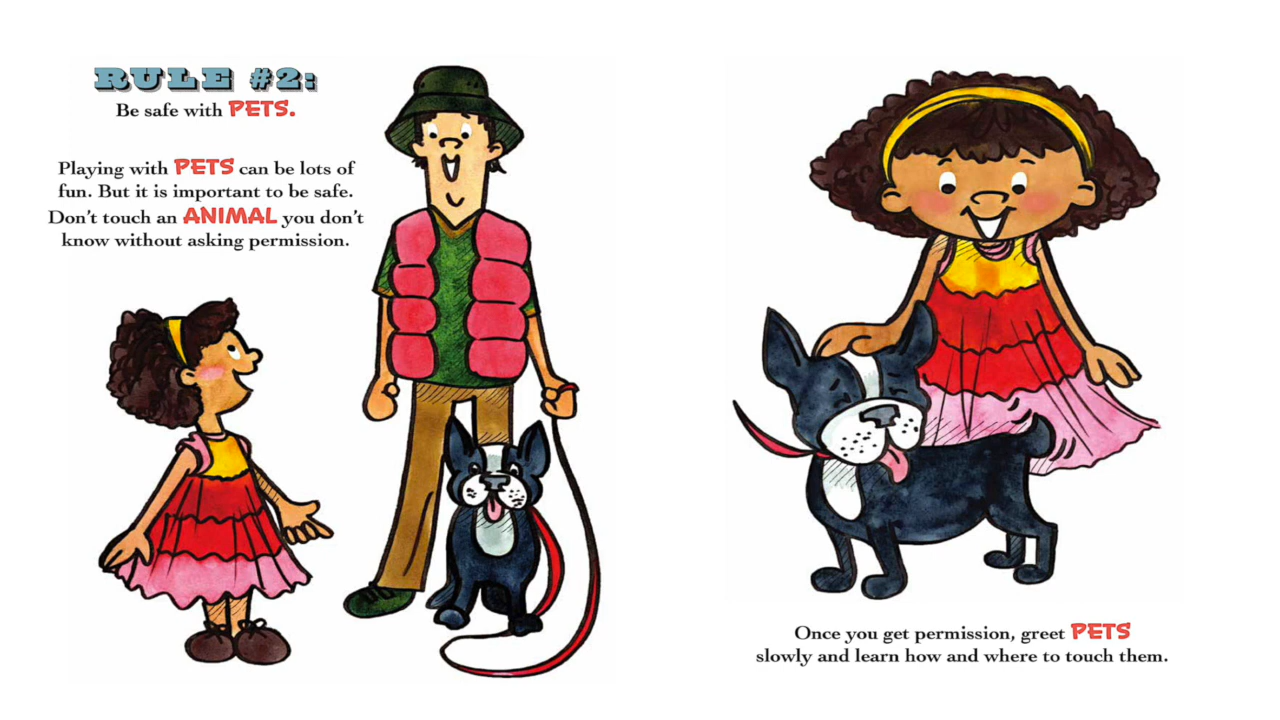 RULE #2:
Be safe with PETS.
Playing with PETS can be lots of
fun. But it is important to be safe.
Don't touch an ANIMAL you don't
know without asking permission.
Once you get permission, greet PETS
slowly and learn how and where to touch them.